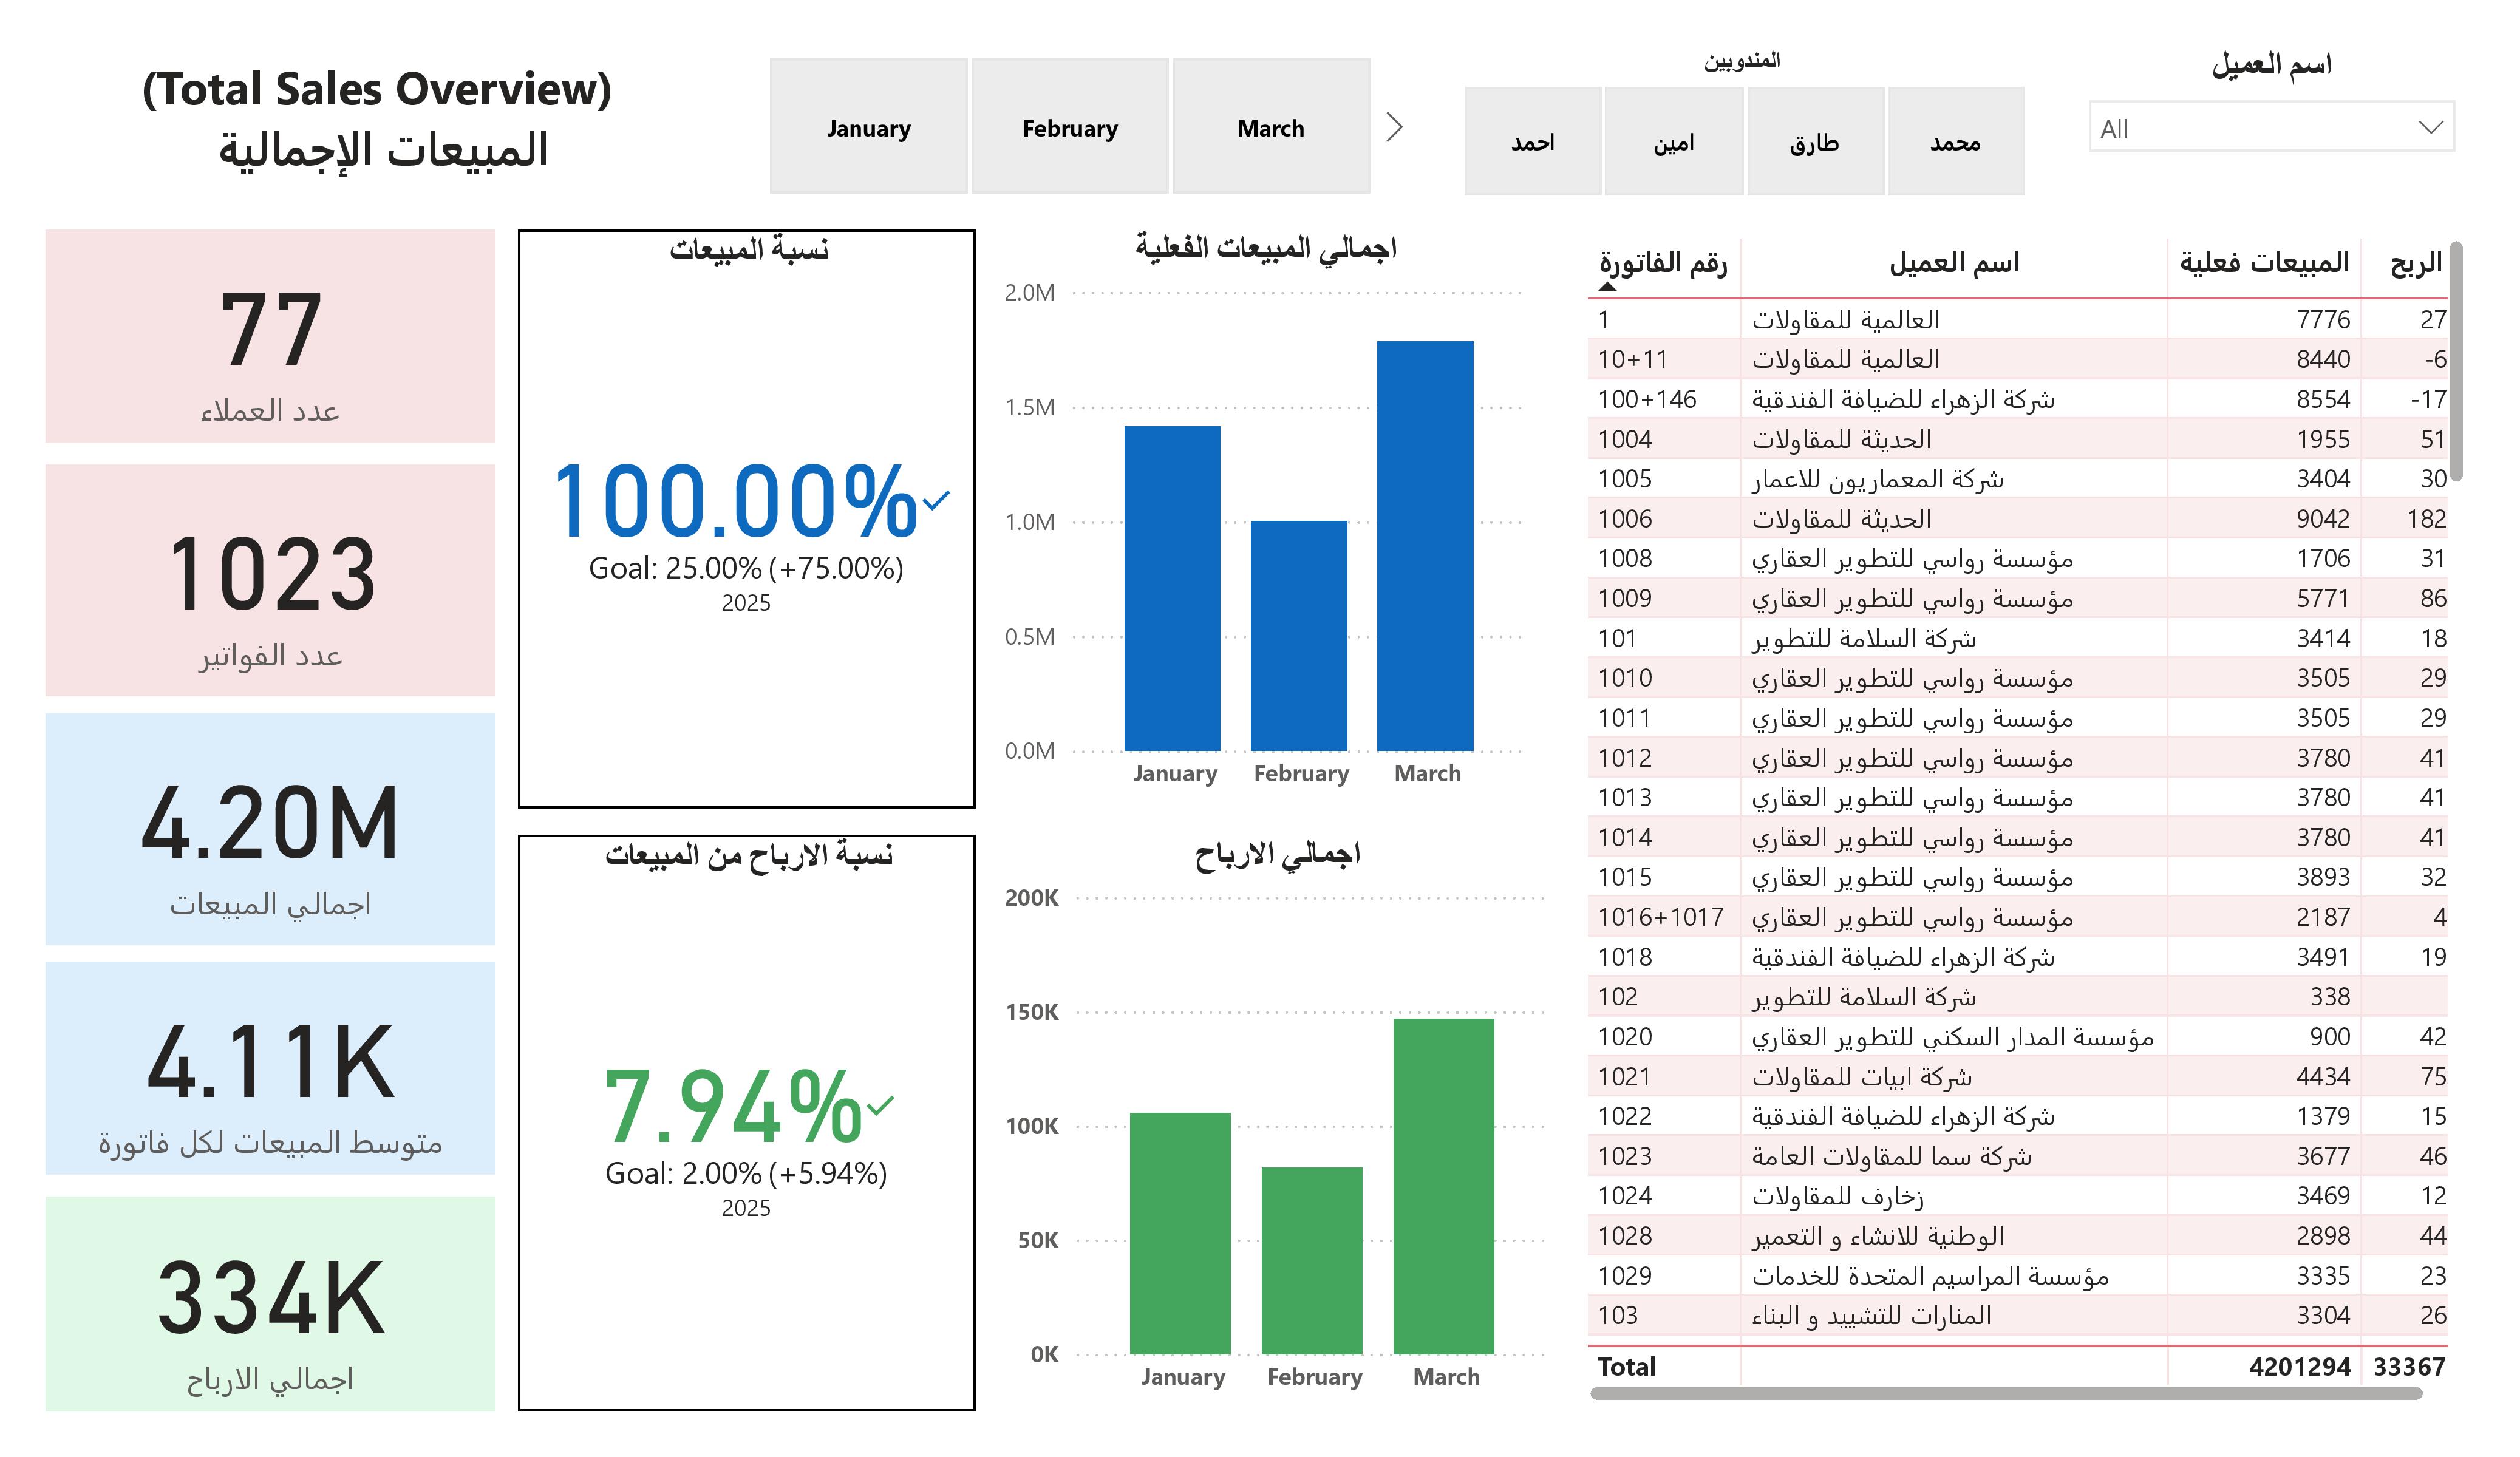 (Total Sales Overview)
المبيعات الإجمالية
January
February
March
المندوبين
احمد
امين
طارق
محمد
اسم العميل
All
77
عدد العملاء
1023
عدد الفواتير
4.20M
اجمالي المبيعات
4.11K
متوسط المبيعات لكل فاتورة
334K
اجمالي الارباح
نسبة المبيعات
100.00%
Goal: 25.00% (+75.00%)
2025
نسبة الارباح من المبيعات
7.94%
Goal: 2.00% (+5.94%)
2025
اجمالي المبيعات الفعلية
2.0M
1.5M
1.0M
0.5M
0.0M
January February March
اجمالي الارباح
200K
150K
100K
50K
0K
January February March
رقم الفاتورة اسم العميل المبيعات فعلية الربح
1 العالمية للمقاولات 7776 27
10+11 العالمية للمقاولات 8440 -6
100+146 شركة الزهراء للضيافة الفندقية 8554 -17
1004 الحديثة للمقاولات 1955 51
1005 شركة المعماريون للاعمار 3404 30
1006 الحديثة للمقاولات 9042 182
1008 مؤسسة رواسي للتطوير العقاري 1706 31
1009 مؤسسة رواسي للتطوير العقاري 5771 86
101 شركة السلامة للتطوير 3414 18
1010 مؤسسة رواسي للتطوير العقاري 3505 29
1011 مؤسسة رواسي للتطوير العقاري 3505 29
1012 مؤسسة رواسي للتطوير العقاري 3780 41
1013 مؤسسة رواسي للتطوير العقاري 3780 41
1014 مؤسسة رواسي للتطوير العقاري 3780 41
1015 مؤسسة رواسي للتطوير العقاري 3893 32
1016+1017 مؤسسة رواسي للتطوير العقاري 2187 4
1018 شركة الزهراء للضيافة الفندقية 3491 19
102 شركة السلامة للتطوير 338
1020 مؤسسة المدار السكني للتطوير العقاري 900 42
1021 شركة ابيات للمقاولات 4434 75
1022 شركة الزهراء للضيافة الفندقية 1379 15
1023 شركة سما للمقاولات العامة 3677 46
1024 زخارف للمقاولات 3469 12
1028 الوطنية للانشاء و التعمير 2898 44
1029 مؤسسة المراسيم المتحدة للخدمات 3335 23
103 المنارات للتشييد و البناء 3304 26
Total 4201294 33367